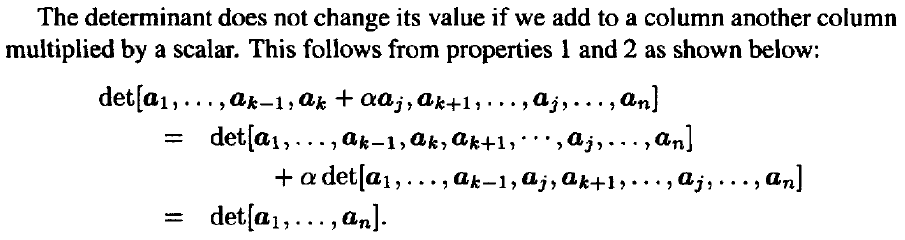 The determinant does not change its value if we add to a column another column
multiplied by a scalar. This follows from properties 1 and 2 as shown below:
det[a₁, . . . , aₖ₋₁, aₖ + αaⱼ, aₖ₊₁, . . . , aⱼ, . . . , aₙ]
= det[a₁, . . . , aₖ₋₁, aₖ, aₖ₊₁, · · · , aⱼ, . . . , aₙ]
+ α det[a₁, . . . , aₖ₋₁, aⱼ, aₖ₊₁, . . . , aⱼ, . . . , aₙ]
= det[a₁, . . . , aₙ].